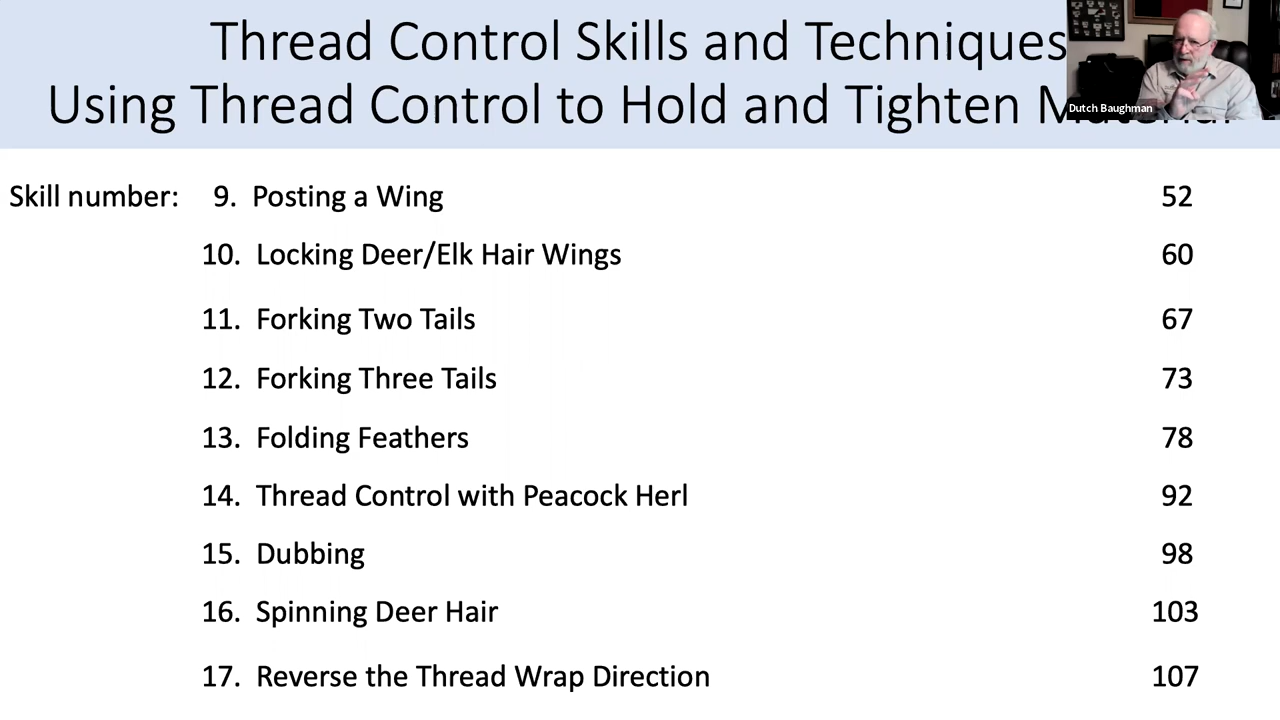 Thread Control Skills and Techniques
Using Thread Control to Hold and Tighten
Dutch Baughman
Skill number: 9. Posting a Wing 52
10. Locking Deer/Elk Hair Wings 60
11. Forking Two Tails 67
12. Forking Three Tails 73
13. Folding Feathers 78
14. Thread Control with Peacock Herl 92
15. Dubbing 98
16. Spinning Deer Hair 103
17. Reverse the Thread Wrap Direction 107